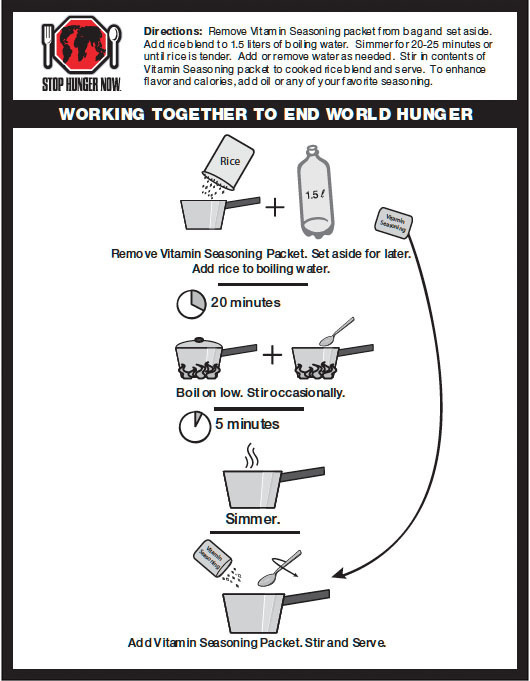 STOP HUNGER NOW.
Directions: Remove Vitamin Seasoning packet from bag and set aside.
Add rice blend to 1.5 liters of boiling water. Simmer for 20-25 minutes or
until rice is tender. Add or remove water as needed. Stir in contents of
Vitamin Seasoning packet to cooked rice blend and serve. To enhance
flavor and calories, add oil or any of your favorite seasoning.
WORKING TOGETHER TO END WORLD HUNGER
Rice
1.5 ℓ
Vitamin
Seasoning
Remove Vitamin Seasoning Packet. Set aside for later.
Add rice to boiling water.
20 minutes
Boil on low. Stir occasionally.
5 minutes
Simmer.
Vitamin
Seasoning
Add Vitamin Seasoning Packet. Stir and Serve.